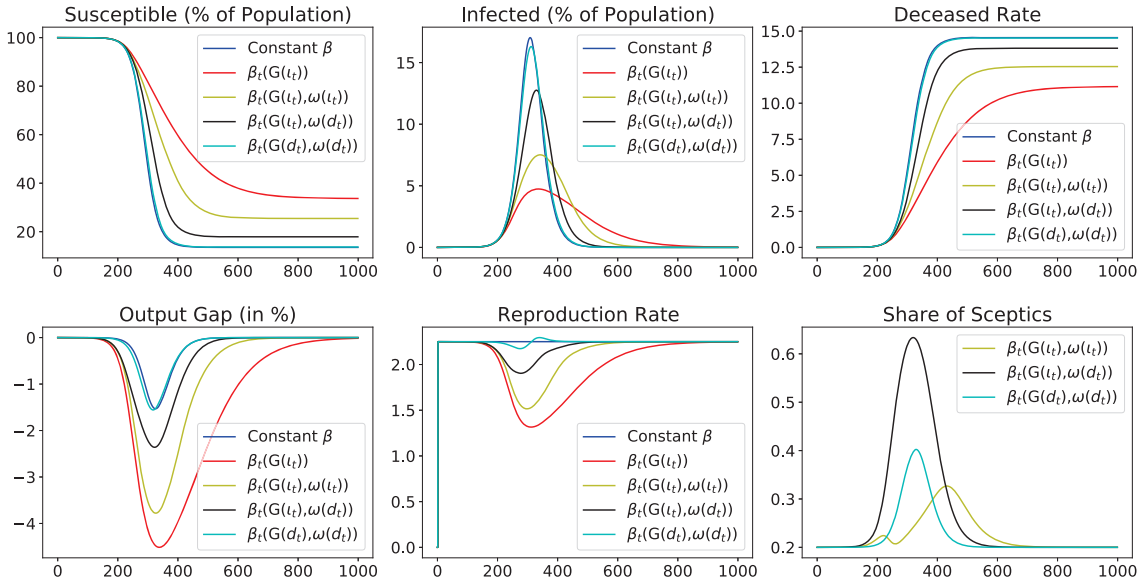 Susceptible (% of Population)
100
80
60
40
20
0 200 400 600 800 1000
Constant β
βt(G(ιt))
βt(G(ιt),ω(ιt))
βt(G(ιt),ω(dt))
βt(G(dt),ω(dt))
Infected (% of Population)
15
10
5
0
0 200 400 600 800 1000
Constant β
βt(G(ιt))
βt(G(ιt),ω(ιt))
βt(G(ιt),ω(dt))
βt(G(dt),ω(dt))
Deceased Rate
15.0
12.5
10.0
7.5
5.0
2.5
0.0
0 200 400 600 800 1000
Constant β
βt(G(ιt))
βt(G(ιt),ω(ιt))
βt(G(ιt),ω(dt))
βt(G(dt),ω(dt))
Output Gap (in %)
0
−1
−2
−3
−4
0 200 400 600 800 1000
Constant β
βt(G(ιt))
βt(G(ιt),ω(ιt))
βt(G(ιt),ω(dt))
βt(G(dt),ω(dt))
Reproduction Rate
2.0
1.5
1.0
0.5
0.0
0 200 400 600 800 1000
Constant β
βt(G(ιt))
βt(G(ιt),ω(ιt))
βt(G(ιt),ω(dt))
βt(G(dt),ω(dt))
Share of Sceptics
0.6
0.5
0.4
0.3
0.2
0 200 400 600 800 1000
βt(G(ιt),ω(ιt))
βt(G(ιt),ω(dt))
βt(G(dt),ω(dt))